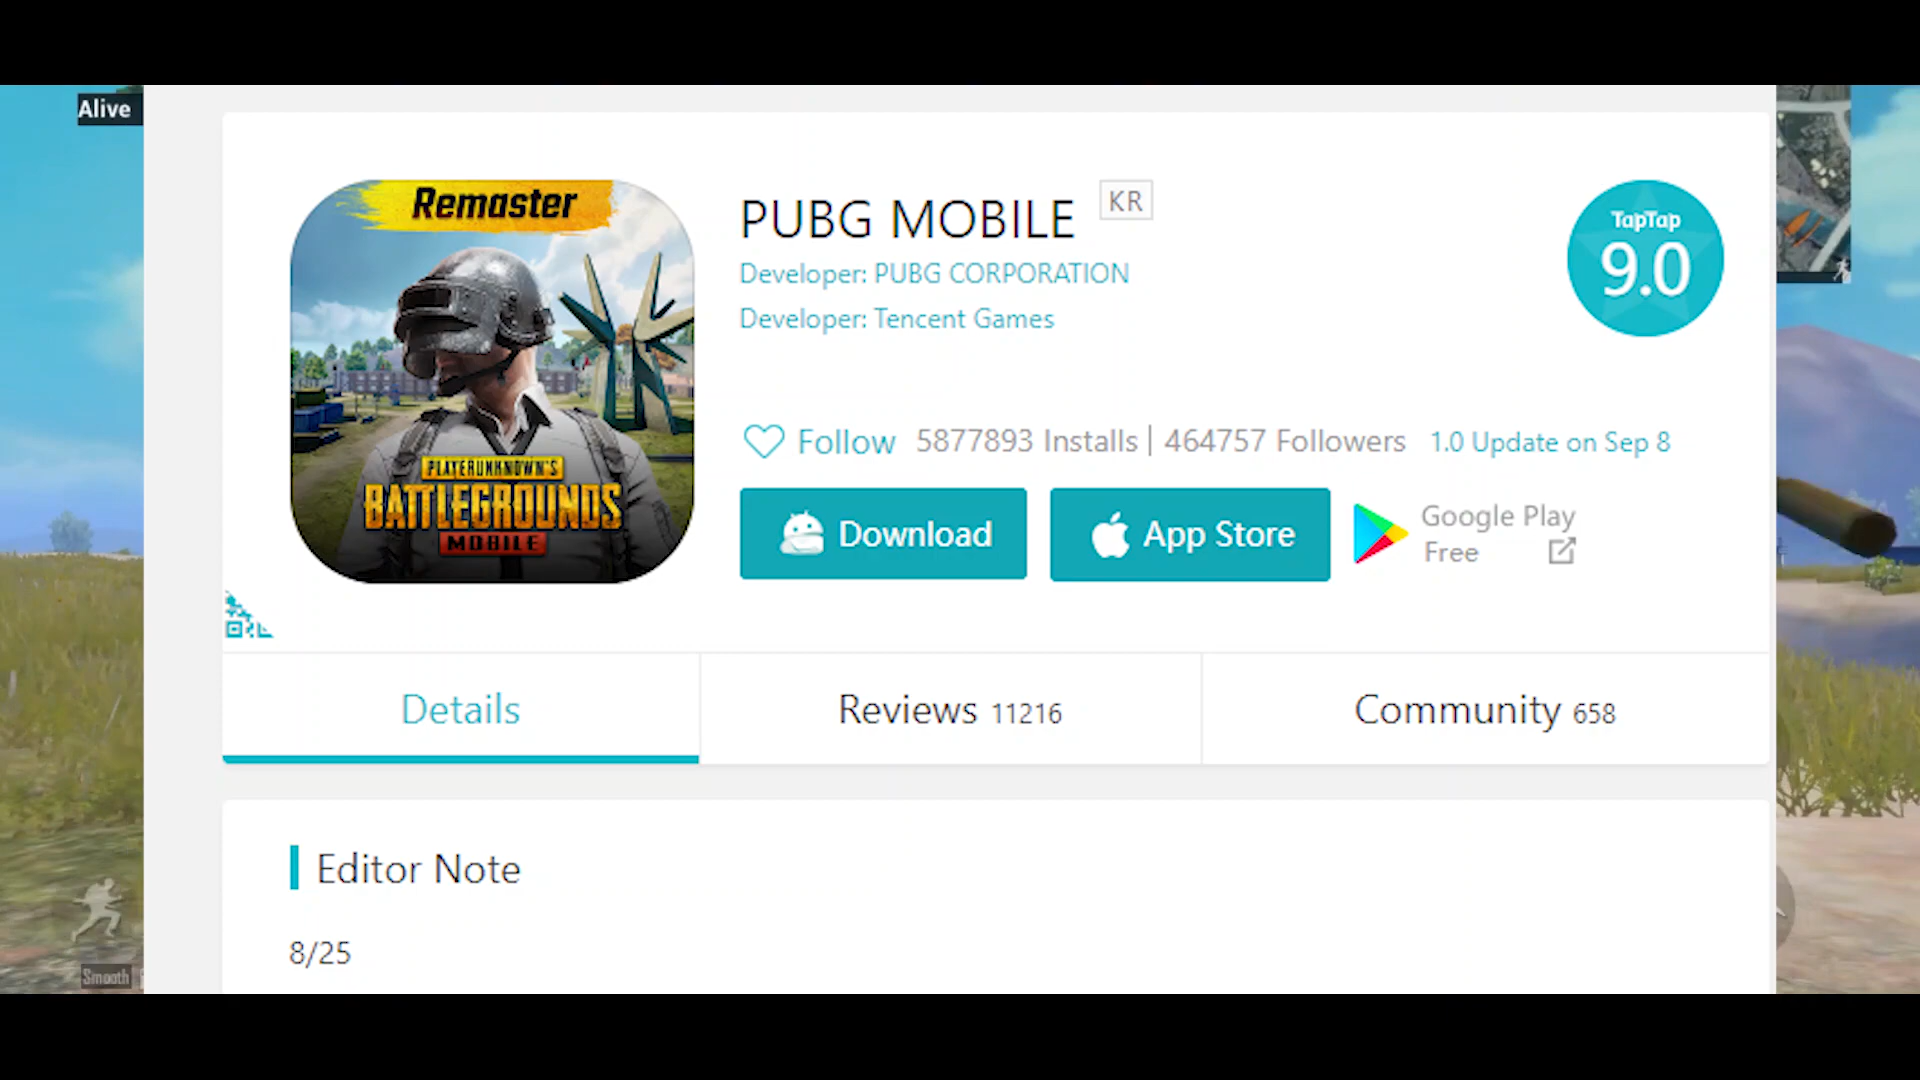 Alive
Remaster
PLAYERUNKNOWN'S
BATTLEGROUNDS
MOBILE
PUBG MOBILE KR
Developer: PUBG CORPORATION
Developer: Tencent Games
TapTap
9.0
Follow 5877893 Installs | 464757 Followers 1.0 Update on Sep 8
Download
App Store
Google Play
Free
Details
Reviews 11216
Community 658
Editor Note
8/25
Smooth